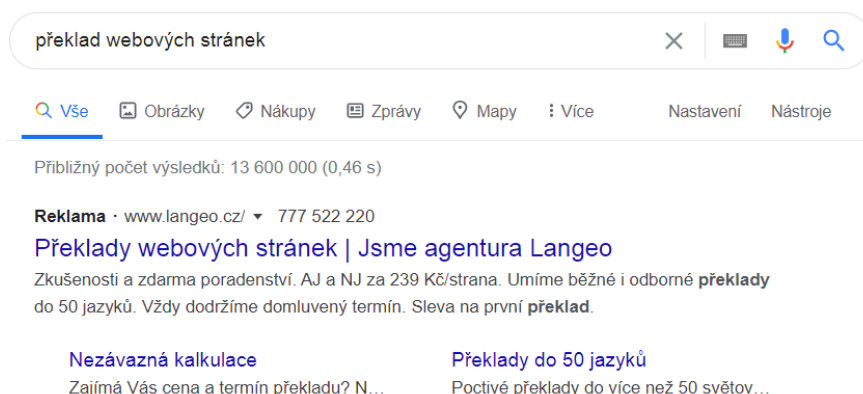 překlad webových stránek
Vše Obrázky Nákupy Zprávy Mapy Více Nastavení Nástroje
Přibližný počet výsledků: 13 600 000 (0,46 s)
Reklama · www.langeo.cz/ 777 522 220
Překlady webových stránek | Jsme agentura Langeo
Zkušenosti a zdarma poradenství. AJ a NJ za 239 Kč/strana. Umíme běžné i odborné překlady
do 50 jazyků. Vždy dodržíme domluvený termín. Sleva na první překlad.
Nezávazná kalkulace Překlady do 50 jazyků
Zajímá Vás cena a termín překladu? N... Poctivé překlady do více než 50 světov...